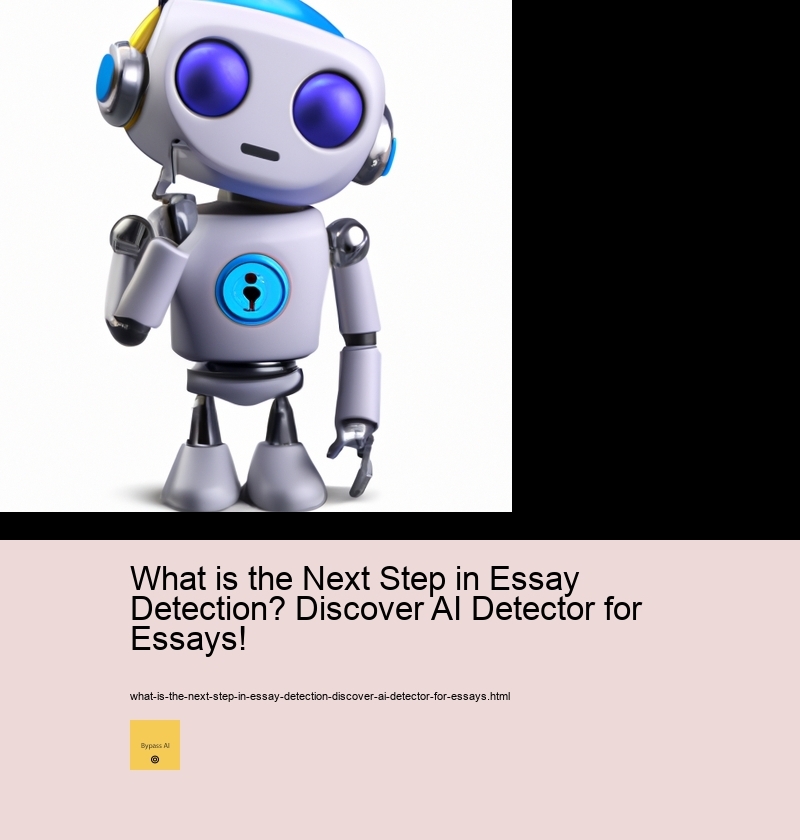 What is the Next Step in Essay
Detection? Discover AI Detector for
Essays!
what-is-the-next-step-in-essay-detection-discover-ai-detector-for-essays.html
Bypass AI